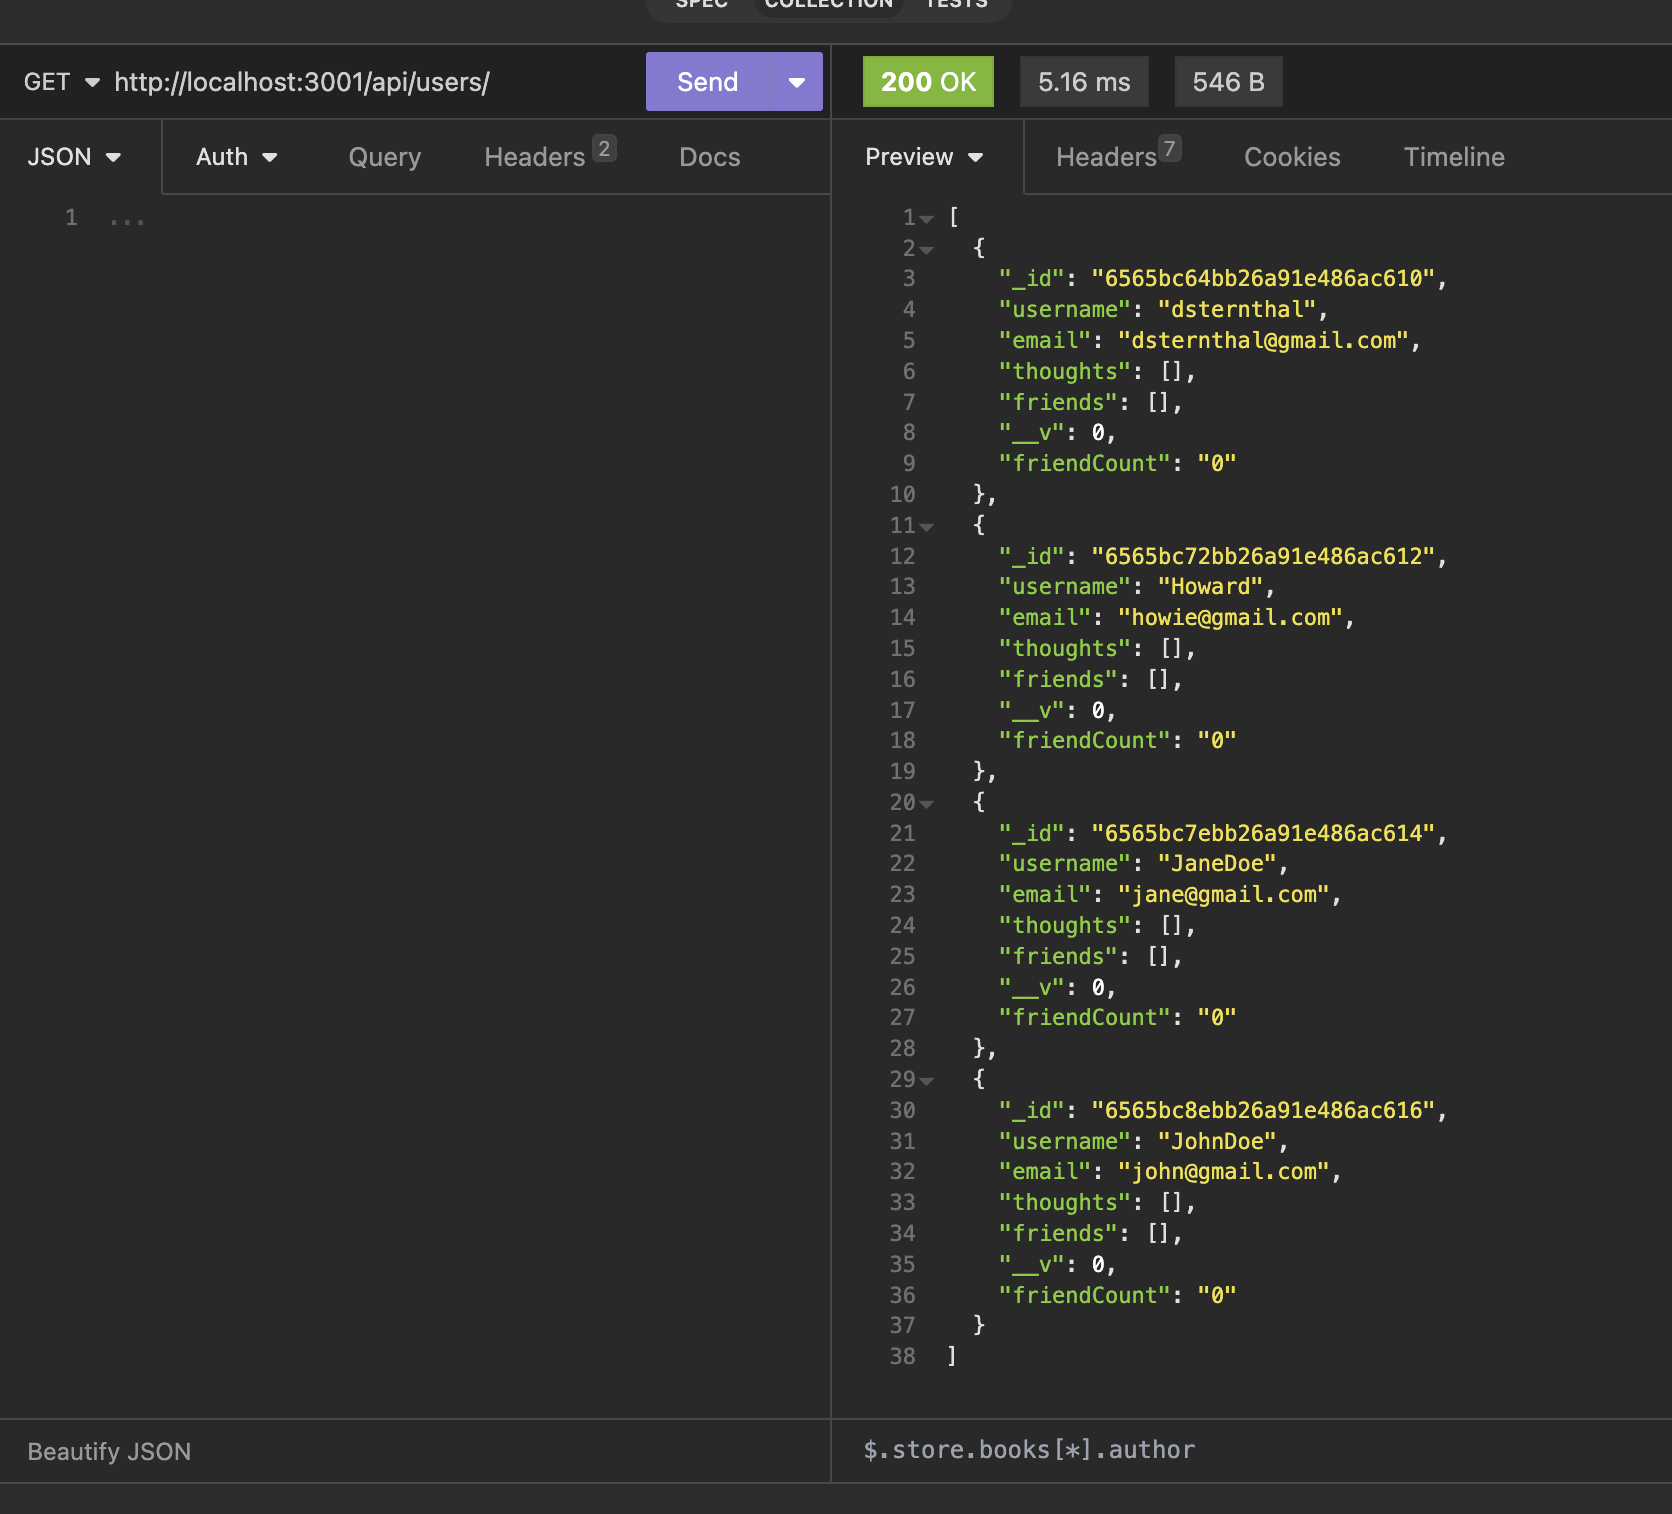 SPEC COLLECTION TESTS
GET http://localhost:3001/api/users/ Send 200 OK 5.16 ms 546 B
JSON Auth Query Headers 2 Docs Preview Headers 7 Cookies Timeline
1 ...
1 [
2 {
3 "_id": "6565bc64bb26a91e486ac610",
4 "username": "dsternthal",
5 "email": "dsternthal@gmail.com",
6 "thoughts": [],
7 "friends": [],
8 "__v": 0,
9 "friendCount": "0"
10 },
11 {
12 "_id": "6565bc72bb26a91e486ac612",
13 "username": "Howard",
14 "email": "howie@gmail.com",
15 "thoughts": [],
16 "friends": [],
17 "__v": 0,
18 "friendCount": "0"
19 },
20 {
21 "_id": "6565bc7ebb26a91e486ac614",
22 "username": "JaneDoe",
23 "email": "jane@gmail.com",
24 "thoughts": [],
25 "friends": [],
26 "__v": 0,
27 "friendCount": "0"
28 },
29 {
30 "_id": "6565bc8ebb26a91e486ac616",
31 "username": "JohnDoe",
32 "email": "john@gmail.com",
33 "thoughts": [],
34 "friends": [],
35 "__v": 0,
36 "friendCount": "0"
37 }
38 ]
Beautify JSON $.store.books[*].author